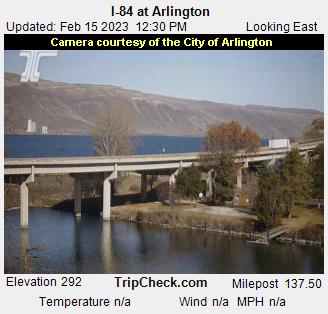 I-84 at Arlington
Updated: Feb 15 2023 12:30 PM Looking East
Camera courtesy of the City of Arlington
Elevation 292 TripCheck.com Milepost 137.50
Temperature n/a Wind n/a MPH n/a